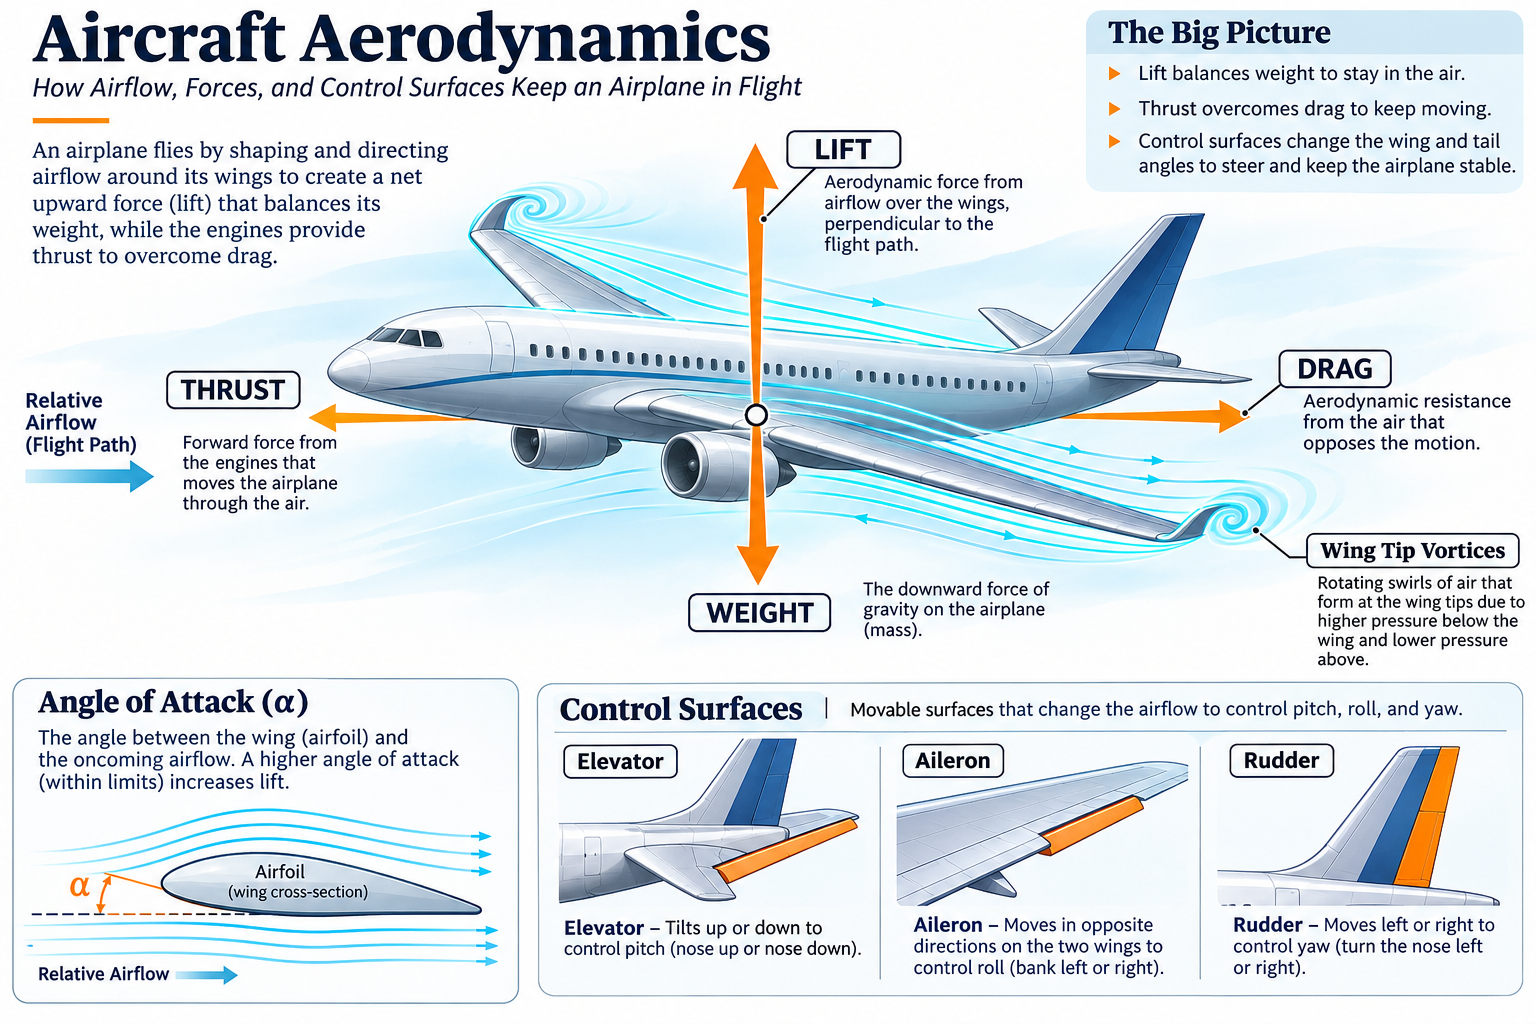 Aircraft Aerodynamics
How Airflow, Forces, and Control Surfaces Keep an Airplane in Flight
An airplane flies by shaping and directing
airflow around its wings to create a net
upward force (lift) that balances its
weight, while the engines provide
thrust to overcome drag.
The Big Picture
Lift balances weight to stay in the air.
Thrust overcomes drag to keep moving.
Control surfaces change the wing and tail
angles to steer and keep the airplane stable.
LIFT
Aerodynamic force from
airflow over the wings,
perpendicular to the
flight path.
THRUST
Forward force from
the engines that
moves the airplane
through the air.
Relative
Airflow
(Flight Path)
DRAG
Aerodynamic resistance
from the air that
opposes the motion.
WEIGHT
The downward force of
gravity on the airplane
(mass).
Wing Tip Vortices
Rotating swirls of air that
form at the wing tips due to
higher pressure below the
wing and lower pressure
above.
Angle of Attack (α)
The angle between the wing (airfoil) and
the oncoming airflow. A higher angle of attack
(within limits) increases lift.
α
Airfoil
(wing cross-section)
Relative Airflow
Control Surfaces | Movable surfaces that change the airflow to control pitch, roll, and yaw.
Elevator
Elevator – Tilts up or down to
control pitch (nose up or nose down).
Aileron
Aileron – Moves in opposite
directions on the two wings to
control roll (bank left or right).
Rudder
Rudder – Moves left or right to
control yaw (turn the nose left
or right).